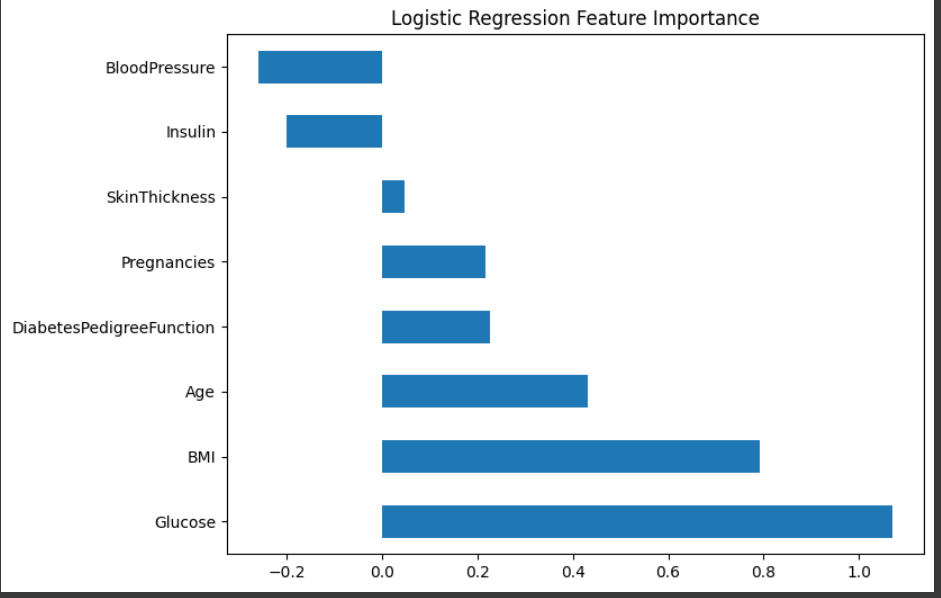 Logistic Regression Feature Importance
BloodPressure
Insulin
SkinThickness
Pregnancies
DiabetesPedigreeFunction
Age
BMI
Glucose
−0.2 0.0 0.2 0.4 0.6 0.8 1.0